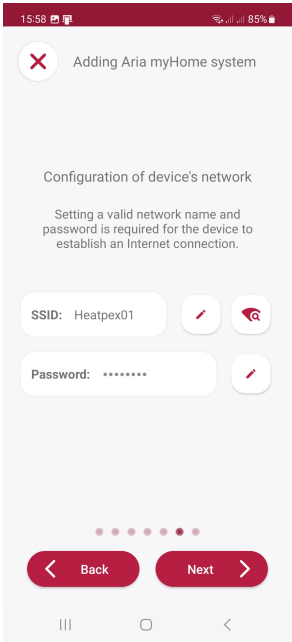 15:58 85%
Adding Aria myHome system
Configuration of device's network
Setting a valid network name and
password is required for the device to
establish an Internet connection.
SSID: Heatpex01
Password: ••••••••
Back Next